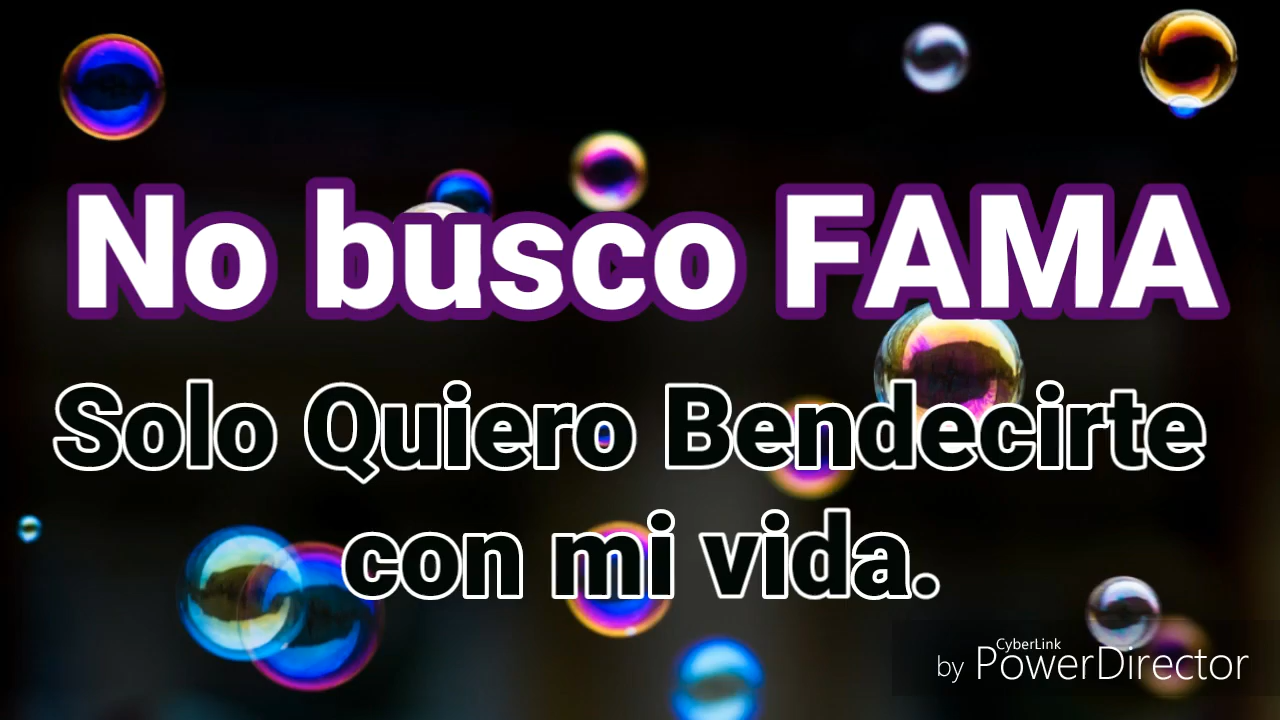 No busco FAMA
Solo Quiero Bendecirte
con mi vida.
CyberLink
by PowerDirector